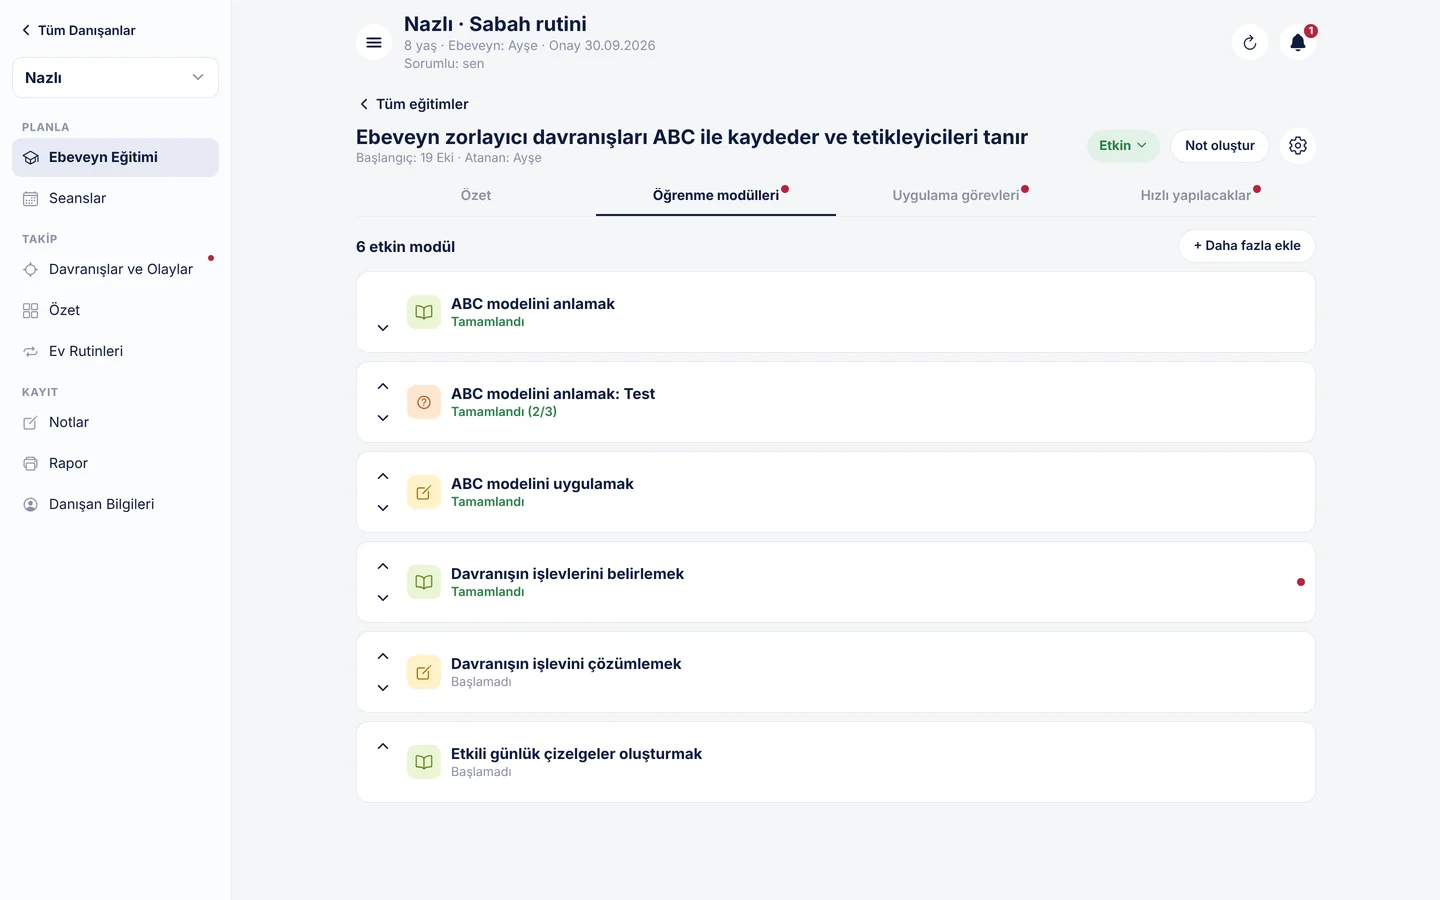 Tüm Danışanlar
Nazlı
PLANLA
Ebeveyn Eğitimi
Seanslar
TAKİP
Davranışlar ve Olaylar
Özet
Ev Rutinleri
KAYIT
Notlar
Rapor
Danışan Bilgileri
Nazlı · Sabah rutini
8 yaş · Ebeveyn: Ayşe · Onay 30.09.2026
Sorumlu: sen
1
Tüm eğitimler
Ebeveyn zorlayıcı davranışları ABC ile kaydeder ve tetikleyicileri tanır
Başlangıç: 19 Eki · Atanan: Ayşe
Etkin
Not oluştur
Özet
Öğrenme modülleri
Uygulama görevleri
Hızlı yapılacaklar
6 etkin modül
+ Daha fazla ekle
ABC modelini anlamak
Tamamlandı
ABC modelini anlamak: Test
Tamamlandı (2/3)
ABC modelini uygulamak
Tamamlandı
Davranışın işlevlerini belirlemek
Tamamlandı
Davranışın işlevini çözümlemek
Başlamadı
Etkili günlük çizelgeler oluşturmak
Başlamadı